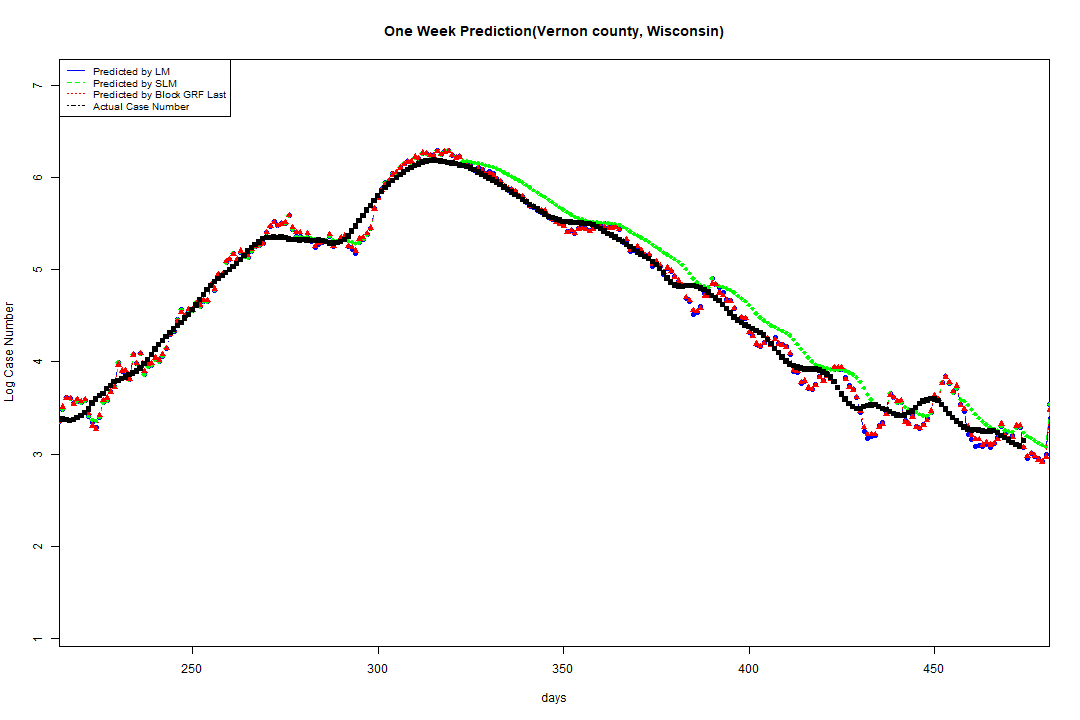 One Week Prediction(Vernon county, Wisconsin)
Predicted by LM
Predicted by SLM
Predicted by Block GRF Last
Actual Case Number
Log Case Number
7
6
5
4
3
2
1
250 300 350 400 450
days